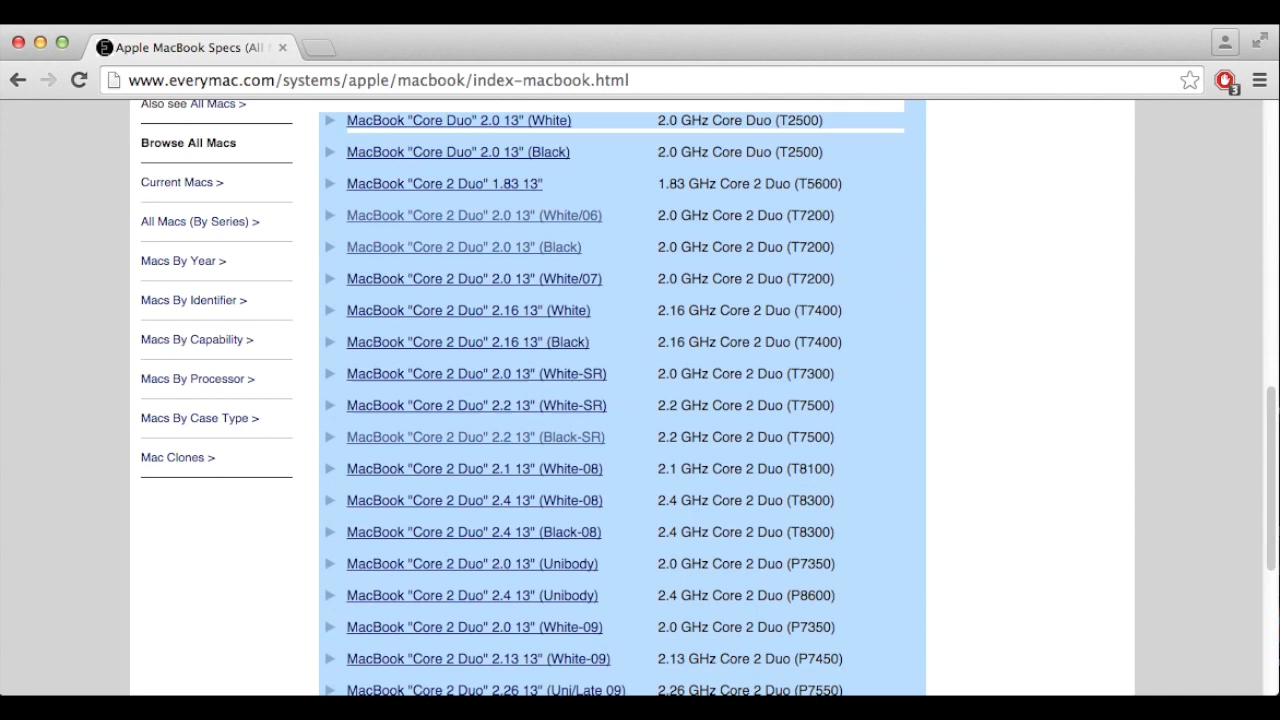 Apple MacBook Specs (All
www.everymac.com/systems/apple/macbook/index-macbook.html
3
Also see All Macs >
Browse All Macs
Current Macs >
All Macs (By Series) >
Macs By Year >
Macs By Identifier >
Macs By Capability >
Macs By Processor >
Macs By Case Type >
Mac Clones >
MacBook "Core Duo" 2.0 13" (White) 2.0 GHz Core Duo (T2500)
MacBook "Core Duo" 2.0 13" (Black) 2.0 GHz Core Duo (T2500)
MacBook "Core 2 Duo" 1.83 13" 1.83 GHz Core 2 Duo (T5600)
MacBook "Core 2 Duo" 2.0 13" (White/06) 2.0 GHz Core 2 Duo (T7200)
MacBook "Core 2 Duo" 2.0 13" (Black) 2.0 GHz Core 2 Duo (T7200)
MacBook "Core 2 Duo" 2.0 13" (White/07) 2.0 GHz Core 2 Duo (T7200)
MacBook "Core 2 Duo" 2.16 13" (White) 2.16 GHz Core 2 Duo (T7400)
MacBook "Core 2 Duo" 2.16 13" (Black) 2.16 GHz Core 2 Duo (T7400)
MacBook "Core 2 Duo" 2.0 13" (White-SR) 2.0 GHz Core 2 Duo (T7300)
MacBook "Core 2 Duo" 2.2 13" (White-SR) 2.2 GHz Core 2 Duo (T7500)
MacBook "Core 2 Duo" 2.2 13" (Black-SR) 2.2 GHz Core 2 Duo (T7500)
MacBook "Core 2 Duo" 2.1 13" (White-08) 2.1 GHz Core 2 Duo (T8100)
MacBook "Core 2 Duo" 2.4 13" (White-08) 2.4 GHz Core 2 Duo (T8300)
MacBook "Core 2 Duo" 2.4 13" (Black-08) 2.4 GHz Core 2 Duo (T8300)
MacBook "Core 2 Duo" 2.0 13" (Unibody) 2.0 GHz Core 2 Duo (P7350)
MacBook "Core 2 Duo" 2.4 13" (Unibody) 2.4 GHz Core 2 Duo (P8600)
MacBook "Core 2 Duo" 2.0 13" (White-09) 2.0 GHz Core 2 Duo (P7350)
MacBook "Core 2 Duo" 2.13 13" (White-09) 2.13 GHz Core 2 Duo (P7450)
MacBook "Core 2 Duo" 2.26 13" (Uni/Late 09) 2.26 GHz Core 2 Duo (P7550)